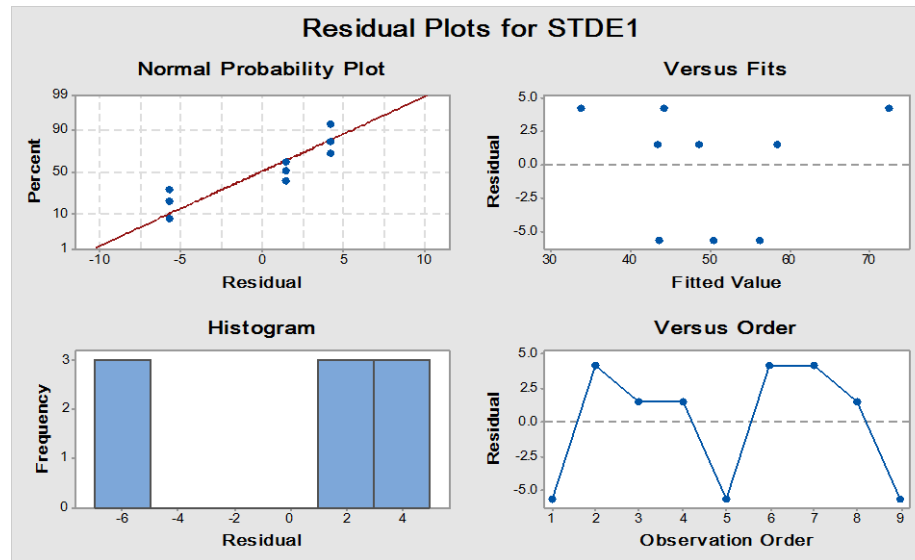 Residual Plots for STDE1
Normal Probability Plot
99
90
50
10
1
Percent
-10 -5 0 5 10
Residual
Versus Fits
5.0
2.5
0.0
-2.5
-5.0
Residual
30 40 50 60 70
Fitted Value
Histogram
3
2
1
0
Frequency
-6 -4 -2 0 2 4
Residual
Versus Order
5.0
2.5
0.0
-2.5
-5.0
Residual
1 2 3 4 5 6 7 8 9
Observation Order